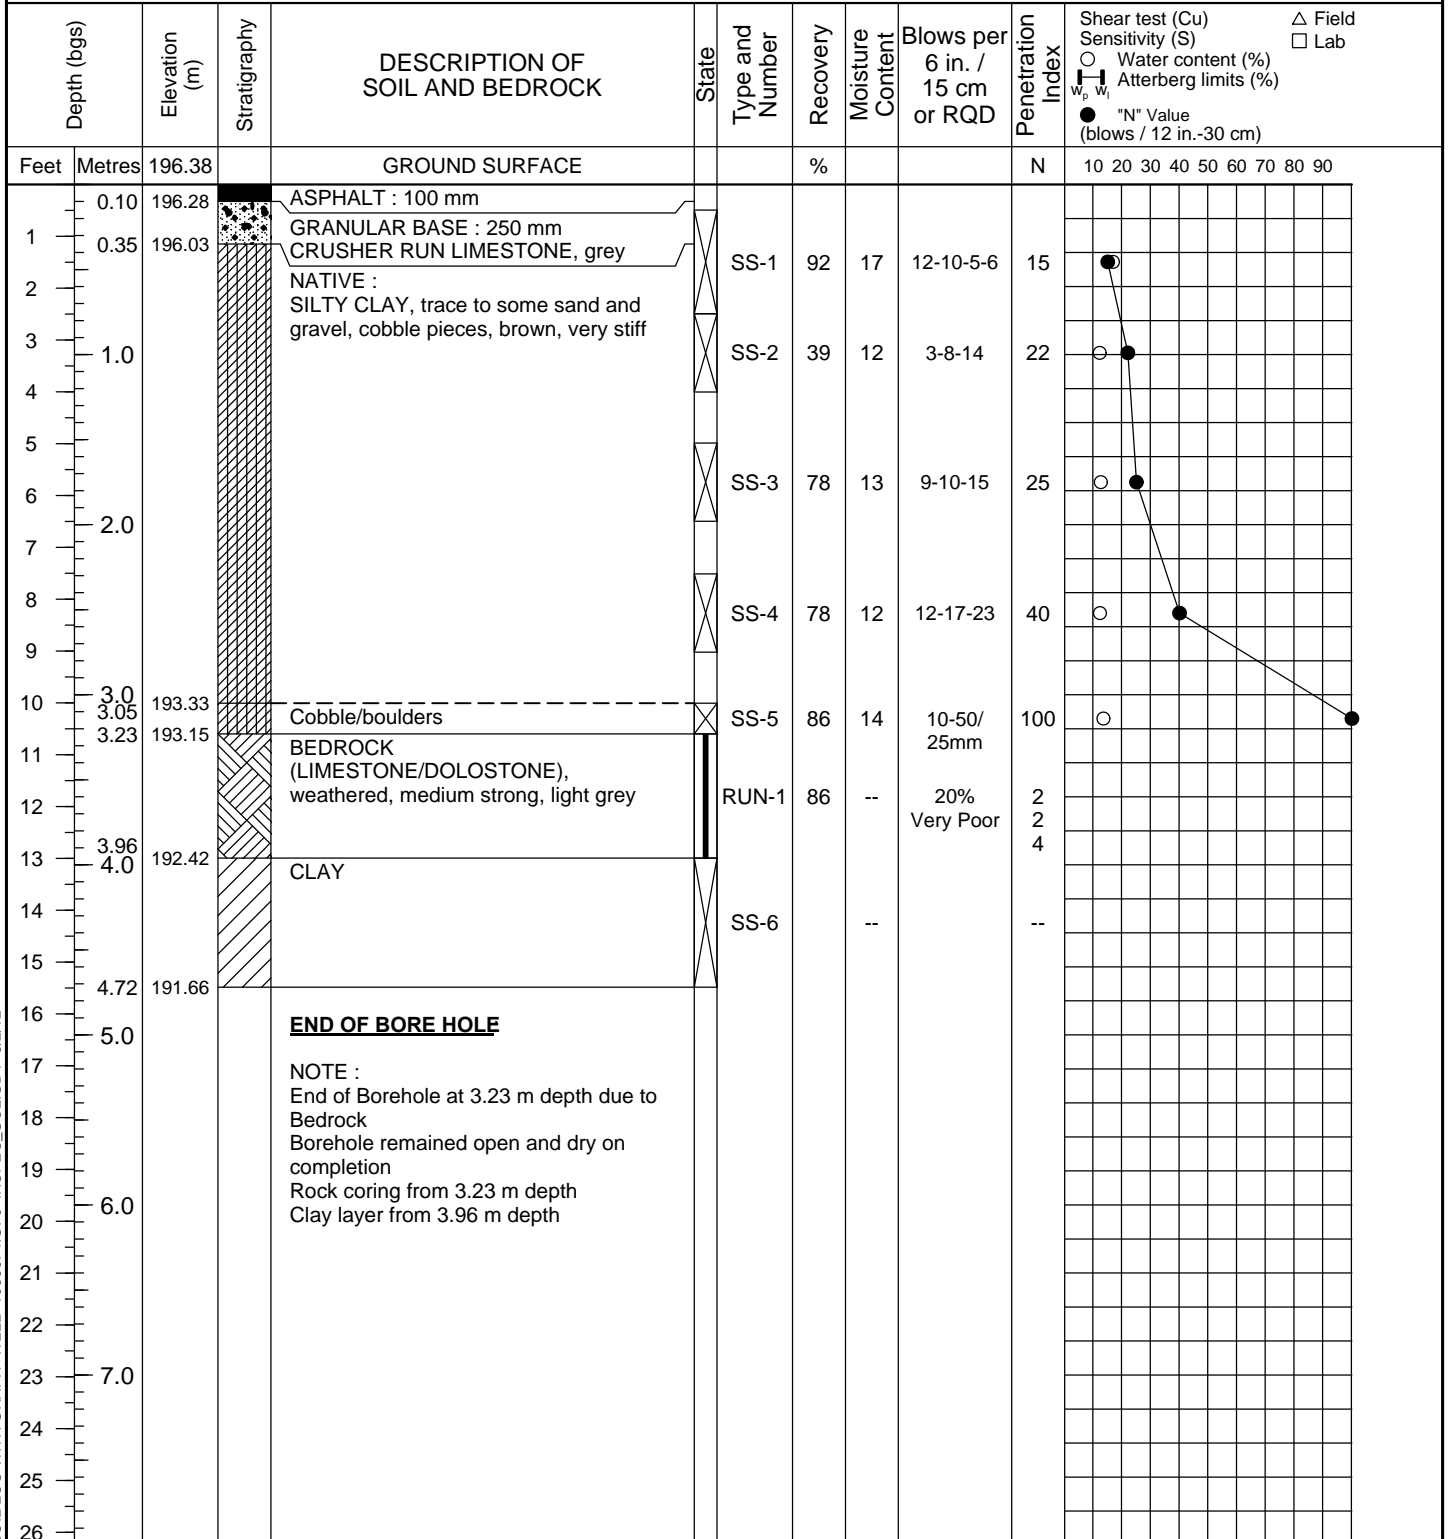 Depth (bgs)
Elevation
(m)
Stratigraphy
DESCRIPTION OF
SOIL AND BEDROCK
State
Type and
Number
Recovery
Moisture
Content
Blows per
6 in. /
15 cm
or RQD
Penetration
Index
Shear test (Cu)
Sensitivity (S)
△ Field
□ Lab
○ Water content (%)
Atterberg limits (%)
Wp Wl
● "N" Value
(blows / 12 in.-30 cm)
Feet Metres 196.38 GROUND SURFACE % N 10 20 30 40 50 60 70 80 90
0.10 196.28 ASPHALT : 100 mm
GRANULAR BASE : 250 mm
1 0.35 196.03 CRUSHER RUN LIMESTONE, grey
SS-1 92 17 12-10-5-6 15
NATIVE :
2 SILTY CLAY, trace to some sand and
gravel, cobble pieces, brown, very stiff
3 1.0 SS-2 39 12 3-8-14 22
4
5
6 SS-3 78 13 9-10-15 25
2.0
7
8 SS-4 78 12 12-17-23 40
9
3.0
10 193.33
3.05 Cobble/boulders SS-5 86 14 10-50/ 100
25mm
3.23 193.15
11 BEDROCK
(LIMESTONE/DOLOSTONE),
weathered, medium strong, light grey
12 RUN-1 86 -- 20% 2
Very Poor 2
4
3.96
13 192.42
4.0 CLAY
14 SS-6 -- --
15
4.72 191.66
16
END OF BORE HOLE
5.0
17 NOTE :
End of Borehole at 3.23 m depth due to
18 Bedrock
Borehole remained open and dry on
19 completion
Rock coring from 3.23 m depth
6.0
20 Clay layer from 3.96 m depth
21
22
23 7.0
24
25
26